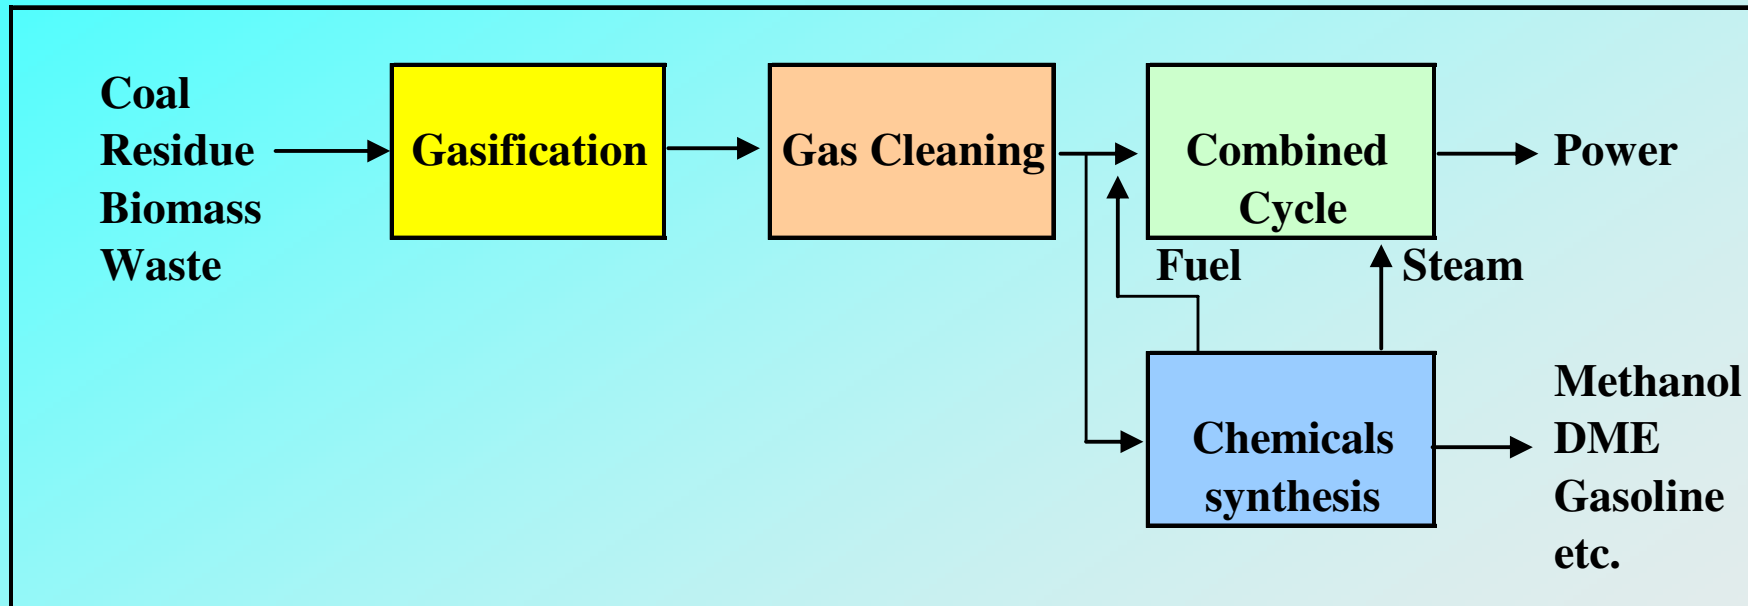 Coal
Residue
Biomass
Waste
Gasification
Gas Cleaning
Combined
Cycle
Power
Fuel
Steam
Chemicals
synthesis
Methanol
DME
Gasoline
etc.